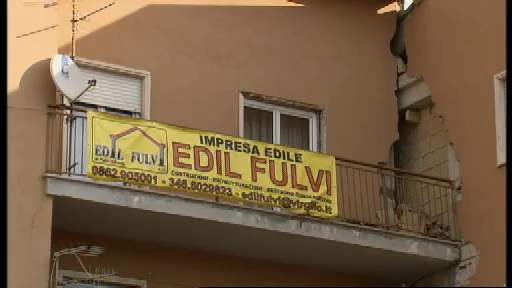 EDIL FULVI
IMPRESA EDILE
EDIL FULVI
0862.905001 - 348.6029823 - edilfulvi@virgilio.it